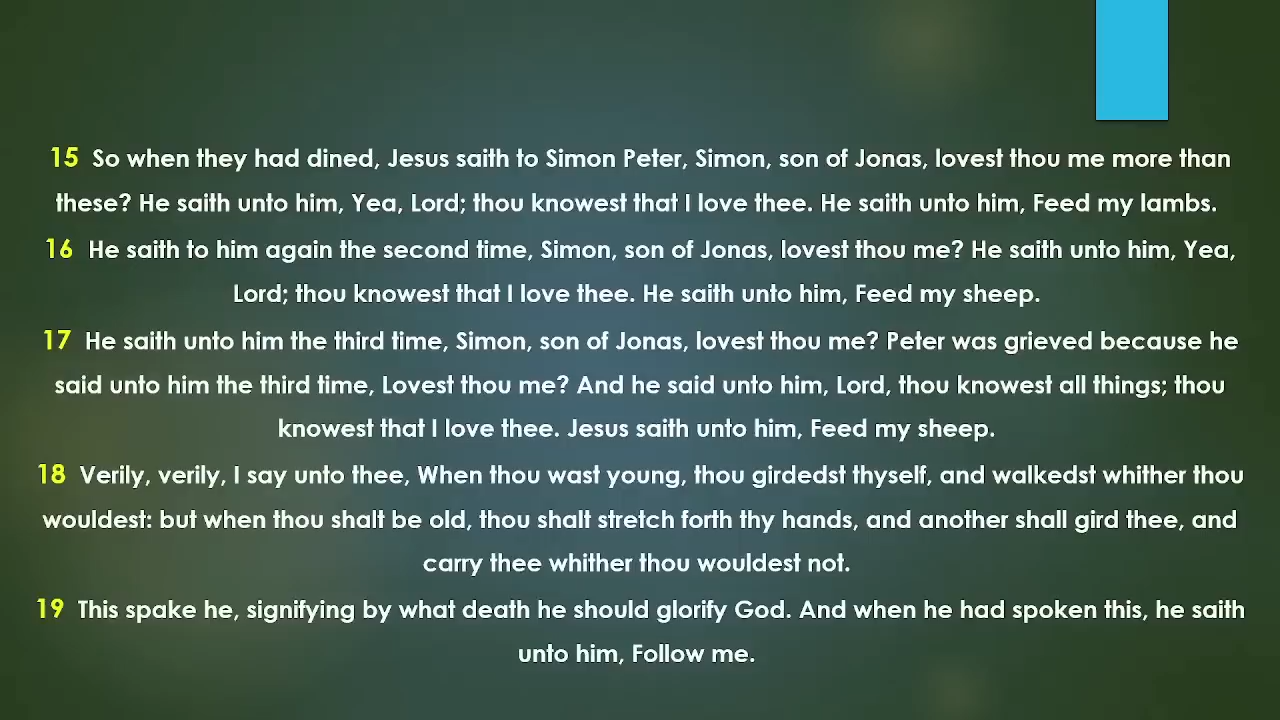 15 So when they had dined, Jesus saith to Simon Peter, Simon, son of Jonas, lovest thou me more than
these? He saith unto him, Yea, Lord; thou knowest that I love thee. He saith unto him, Feed my lambs.
16 He saith to him again the second time, Simon, son of Jonas, lovest thou me? He saith unto him, Yea,
Lord; thou knowest that I love thee. He saith unto him, Feed my sheep.
17 He saith unto him the third time, Simon, son of Jonas, lovest thou me? Peter was grieved because he
said unto him the third time, Lovest thou me? And he said unto him, Lord, thou knowest all things; thou
knowest that I love thee. Jesus saith unto him, Feed my sheep.
18 Verily, verily, I say unto thee, When thou wast young, thou girdedst thyself, and walkedst whither thou
wouldest: but when thou shalt be old, thou shalt stretch forth thy hands, and another shall gird thee, and
carry thee whither thou wouldest not.
19 This spake he, signifying by what death he should glorify God. And when he had spoken this, he saith
unto him, Follow me.